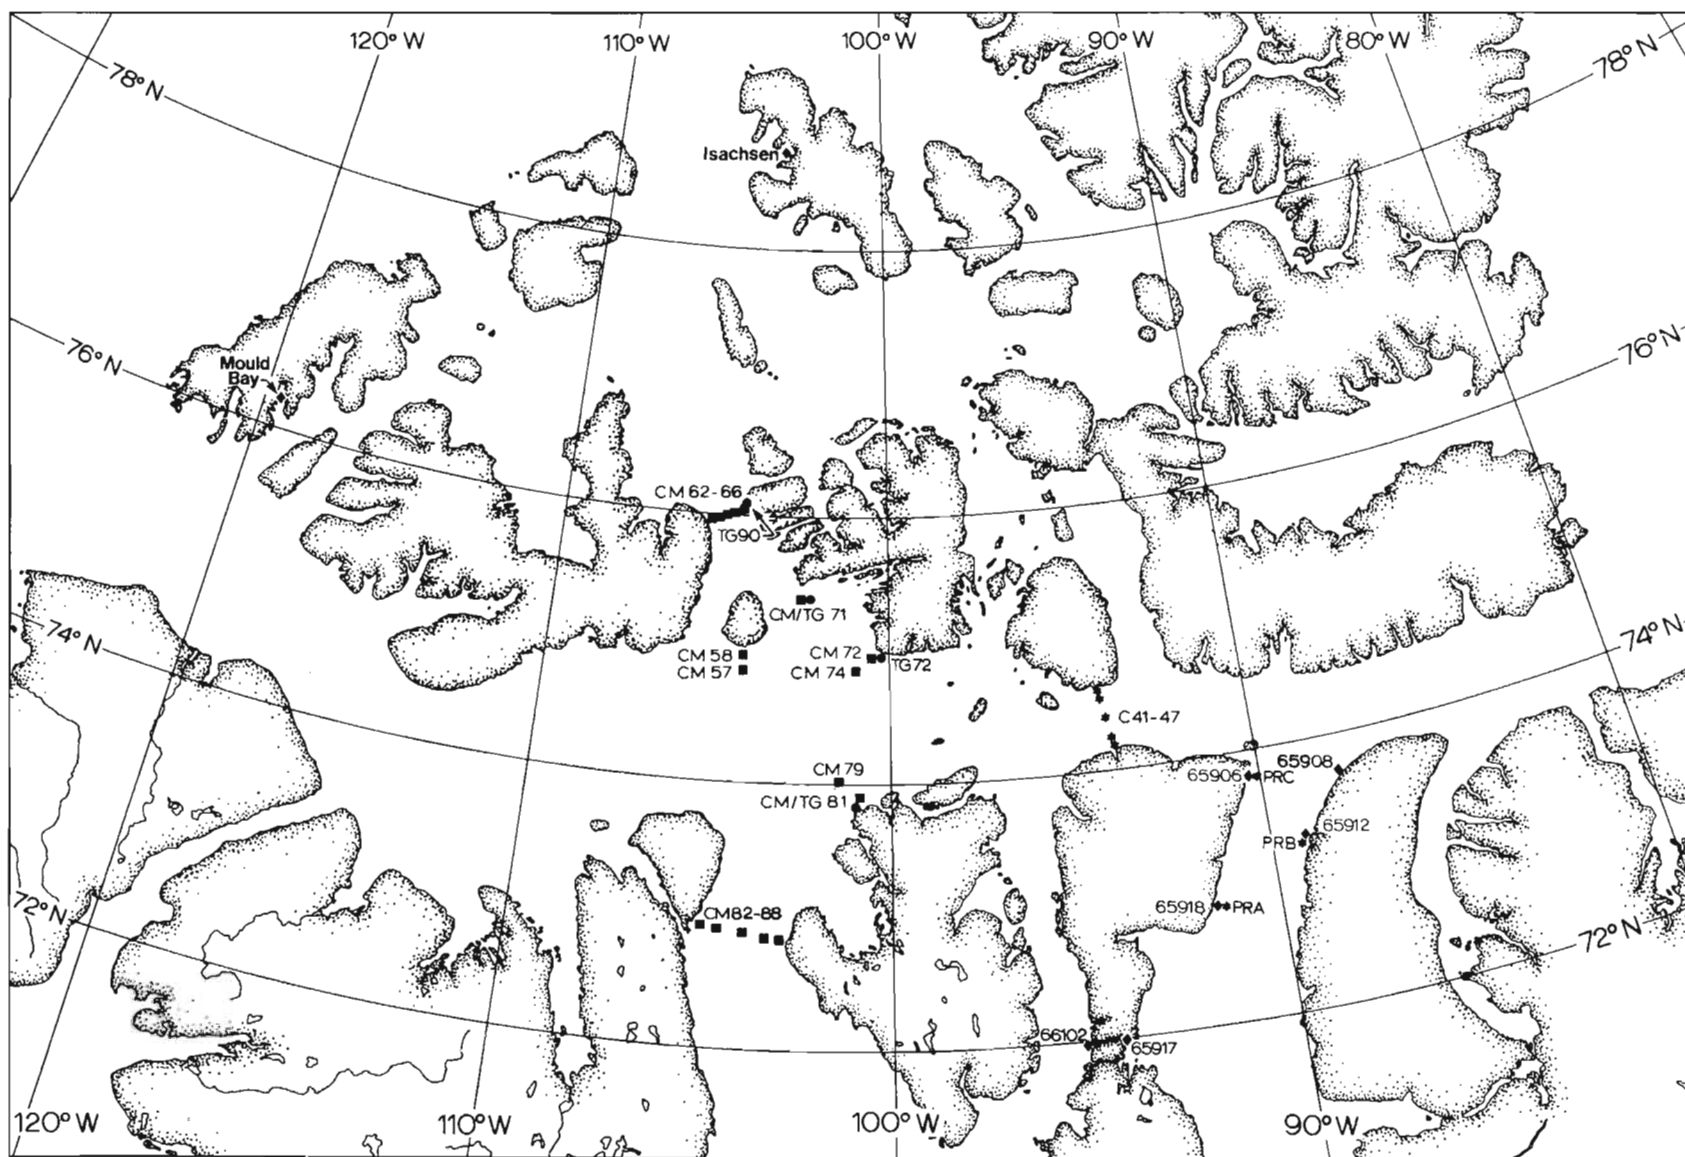 120°W
110°W
100°W
90°W
80°W
78°N
78°N
Isachsen
76°N
76°N
Mould
Bay
CM 62-66
TG90
CM/TG 71
CM 58
CM 57
CM 72
TG72
CM 74
74°N
74°N
C41-47
CM 79
CM/TG 81
65906
PRC
65908
65912
PRB
65918
PRA
72°N
72°N
CM82-88
66102
65917
120°W
110°W
100°W
90°W